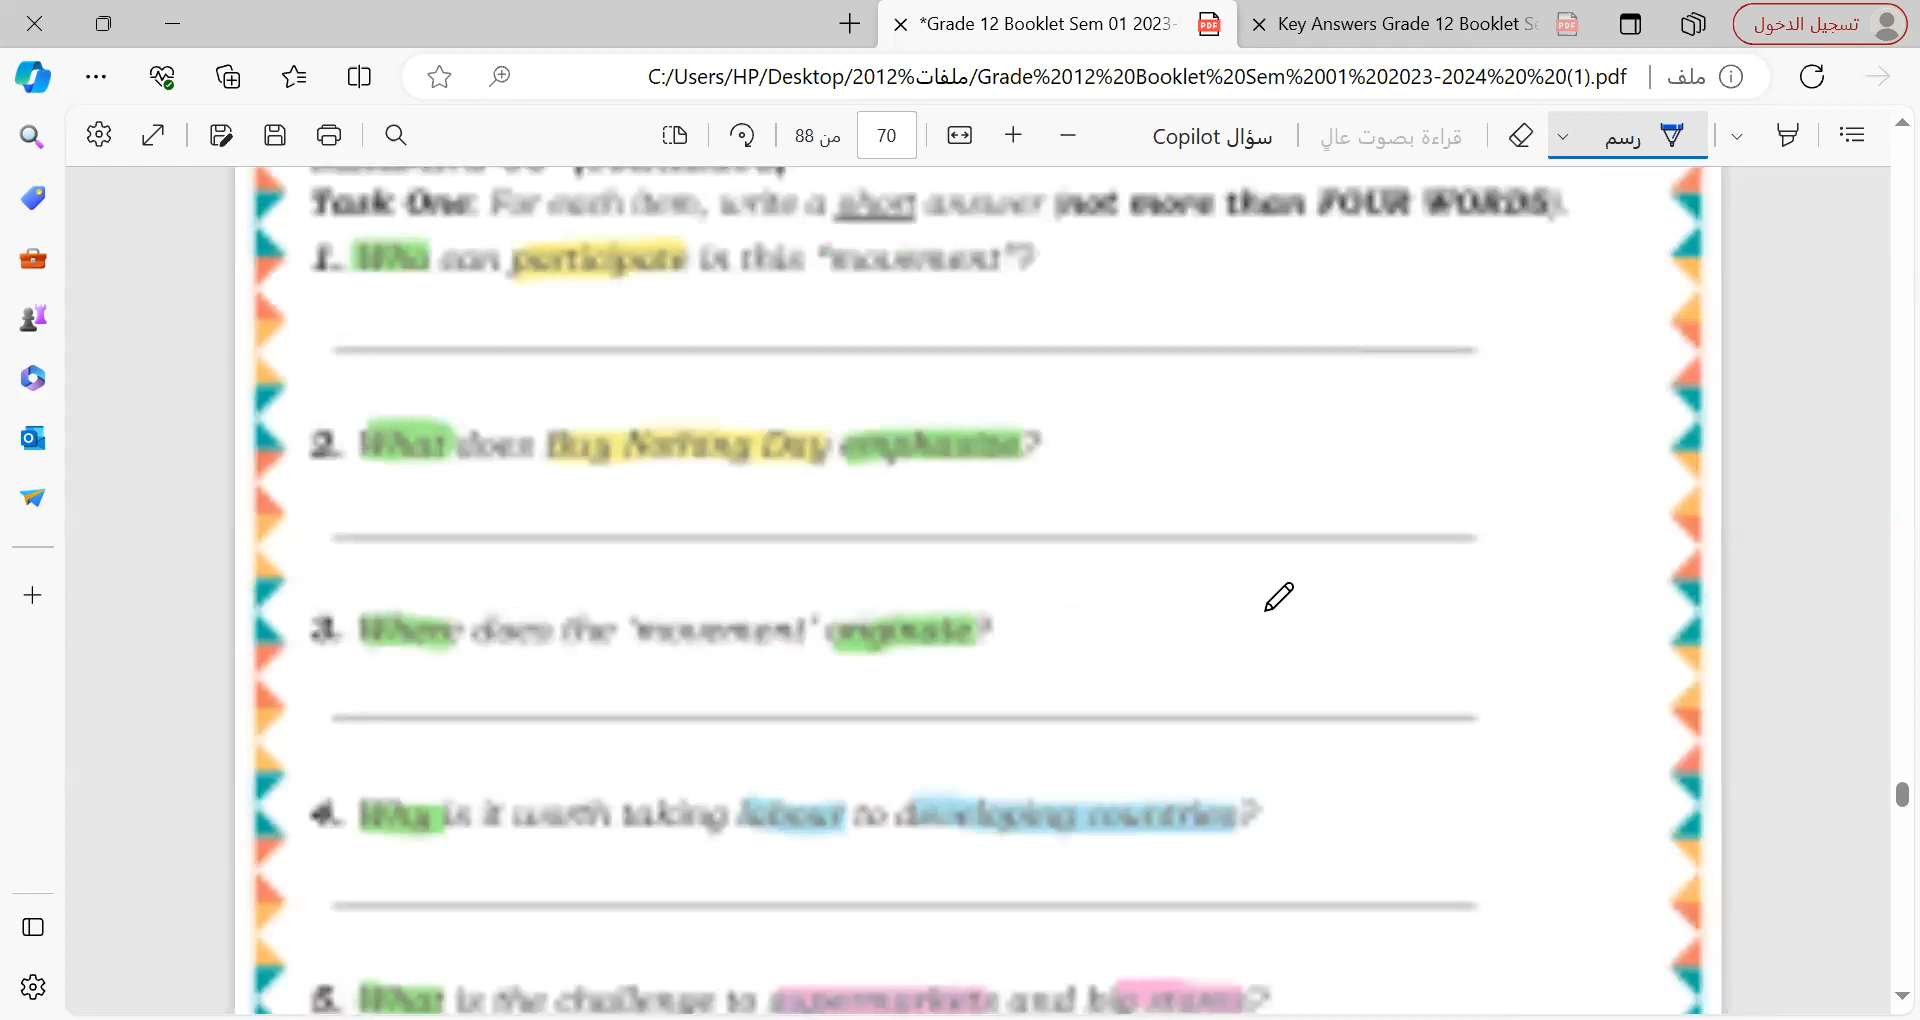 *Grade 12 Booklet Sem 01 2023-
Key Answers Grade 12 Booklet Se
تسجيل الدخول
C:/Users/HP/Desktop/2012%ملفات/Grade%2012%20Booklet%20Sem%2001%202023-2024%20%20(1).pdf
ملف
70
من 88
سؤال Copilot
قراءة بصوت عالٍ
رسم
Task One: For each item, write a short answer (not more than FOUR WORDS).
1. Who can participate in this "movement"?
2. What does Buy Nothing Day emphasise?
3. Where does the 'movement' originate?
4. Why is it worth taking labour to developing countries?
5. What is the challenge to supermarkets and big stores?